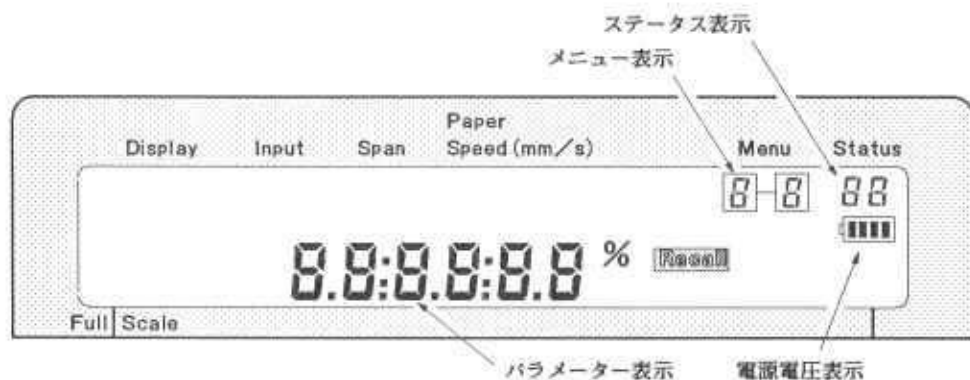 ステータス表示
メニュー表示
Paper
Display Input Span Speed(mm/s) Menu Status
8-8 88
8.8:8.8:8.8 % Recall
Full Scale
パラメーター表示 電源電圧表示